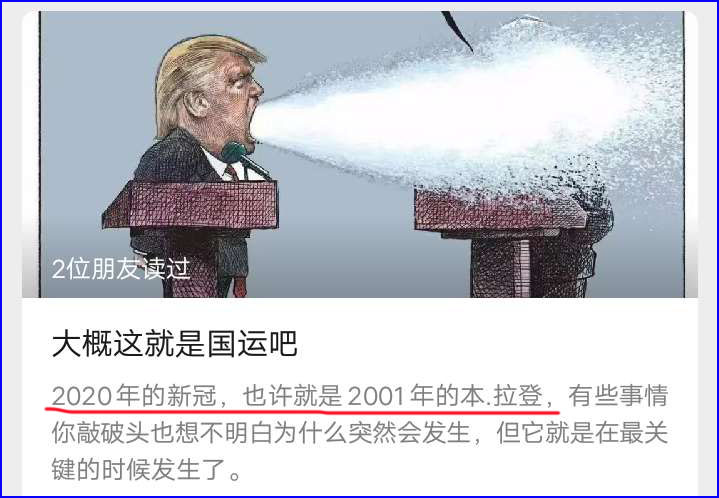 2位朋友读过
大概这就是国运吧
2020年的新冠，也许就是2001年的本.拉登，有些事情
你敲破头也想不明白为什么突然会发生，但它就是在最关
键的时候发生了。